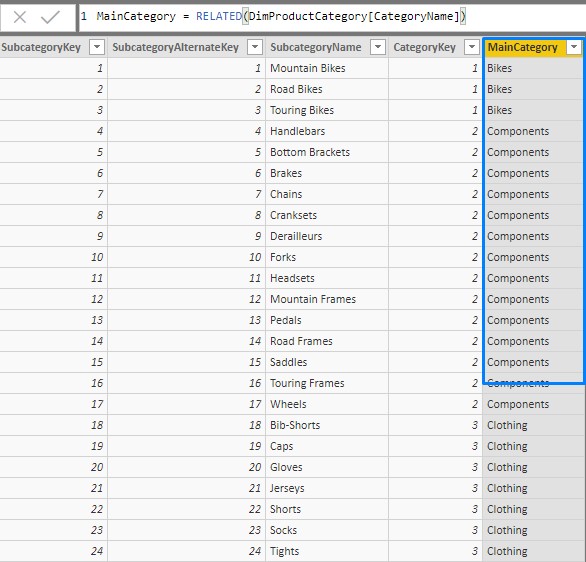 1 MainCategory = RELATED(DimProductCategory[CategoryName])
SubcategoryKey SubcategoryAlternateKey SubcategoryName CategoryKey MainCategory
1 1 Mountain Bikes 1 Bikes
2 2 Road Bikes 1 Bikes
3 3 Touring Bikes 1 Bikes
4 4 Handlebars 2 Components
5 5 Bottom Brackets 2 Components
6 6 Brakes 2 Components
7 7 Chains 2 Components
8 8 Cranksets 2 Components
9 9 Derailleurs 2 Components
10 10 Forks 2 Components
11 11 Headsets 2 Components
12 12 Mountain Frames 2 Components
13 13 Pedals 2 Components
14 14 Road Frames 2 Components
15 15 Saddles 2 Components
16 16 Touring Frames 2 Components
17 17 Wheels 2 Components
18 18 Bib-Shorts 3 Clothing
19 19 Caps 3 Clothing
20 20 Gloves 3 Clothing
21 21 Jerseys 3 Clothing
22 22 Shorts 3 Clothing
23 23 Socks 3 Clothing
24 24 Tights 3 Clothing